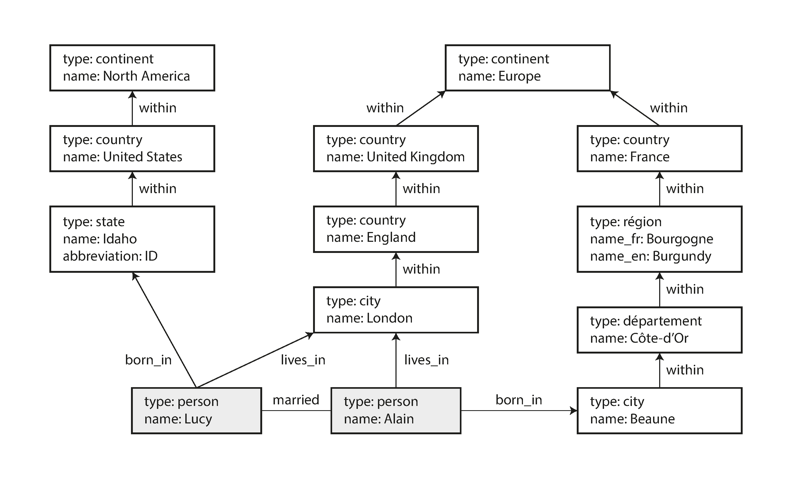 type: continent
name: North America
type: continent
name: Europe
within
within
within
type: country
name: United States
type: country
name: United Kingdom
type: country
name: France
within
within
within
type: state
name: Idaho
abbreviation: ID
type: country
name: England
type: région
name_fr: Bourgogne
name_en: Burgundy
within
within
type: city
name: London
type: département
name: Côte-d’Or
born_in
lives_in
lives_in
within
type: person
name: Lucy
married
type: person
name: Alain
born_in
type: city
name: Beaune